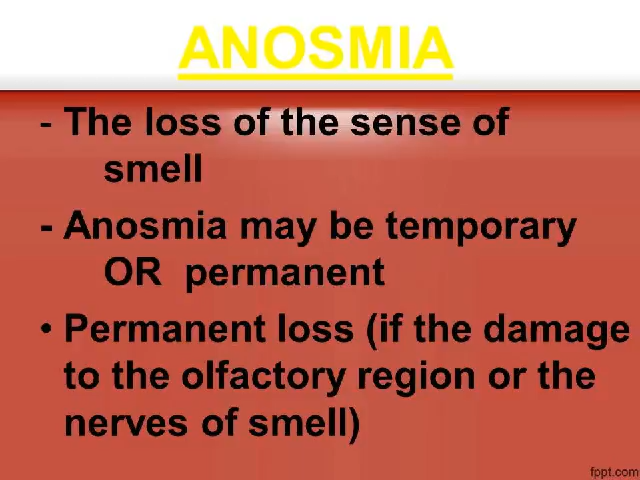 ANOSMIA
- The loss of the sense of
smell
- Anosmia may be temporary
OR permanent
• Permanent loss (if the damage
to the olfactory region or the
nerves of smell)
fppt.com